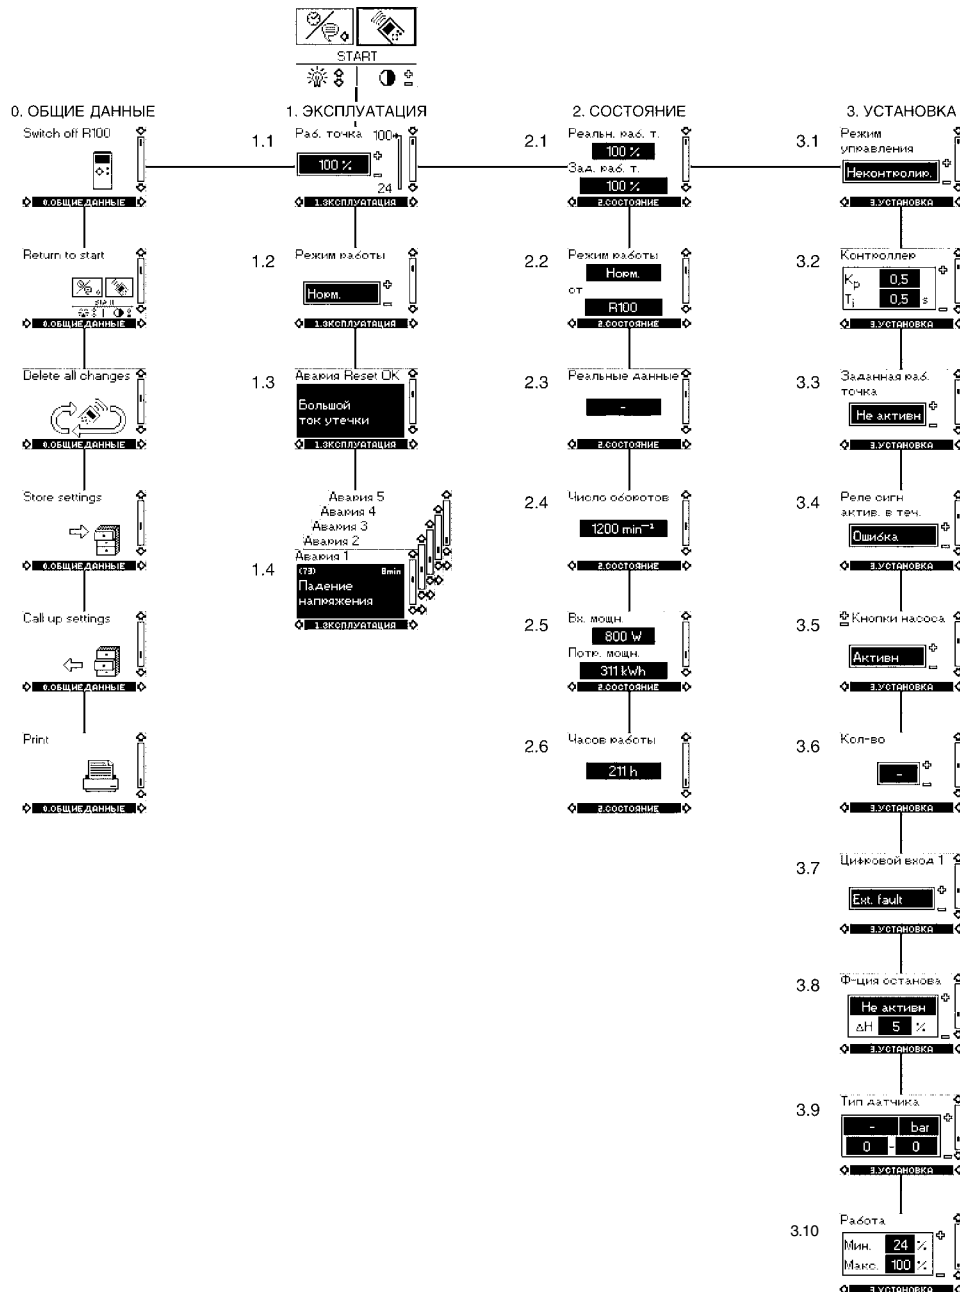 START
0. ОБЩИЕ ДАННЫЕ
Switch off R100
0.ОБЩИЕ ДАННЫЕ
Return to start
START
0.ОБЩИЕ ДАННЫЕ
Delete all changes
0.ОБЩИЕ ДАННЫЕ
Store settings
0.ОБЩИЕ ДАННЫЕ
Call up settings
0.ОБЩИЕ ДАННЫЕ
Print
0.ОБЩИЕ ДАННЫЕ
1. ЭКСПЛУАТАЦИЯ
1.1
Раб. точка
100
100 %
24
1.ЭКСПЛУАТАЦИЯ
1.2
Режим работы
Норм.
1.ЭКСПЛУАТАЦИЯ
1.3
Авария Reset OK
Большой
ток утечки
1.ЭКСПЛУАТАЦИЯ
Авария 5
Авария 4
Авария 3
Авария 2
Авария 1
1.4
(73) 8min
Падение
напряжения
1.ЭКСПЛУАТАЦИЯ
2. СОСТОЯНИЕ
2.1
Реальн. раб. т.
100 %
Зад. раб. т.
100 %
2.СОСТОЯНИЕ
2.2
Режим работы
Норм.
от
R100
2.СОСТОЯНИЕ
2.3
Реальные данные
-
2.СОСТОЯНИЕ
2.4
Число оборотов
1200 min⁻¹
2.СОСТОЯНИЕ
2.5
Вх. мощн.
800 W
Потр. мощн.
311 kWh
2.СОСТОЯНИЕ
2.6
Часов работы
211 h
2.СОСТОЯНИЕ
3. УСТАНОВКА
3.1
Режим
управления
Неконтролир.
3.УСТАНОВКА
3.2
Контроллер
Kp 0,5
Ti 0,5 s
3.УСТАНОВКА
3.3
Заданная раб.
точка
Не активн
3.УСТАНОВКА
3.4
Реле сигн
актив. в теч.
Ошибка
3.УСТАНОВКА
3.5
Кнопки насоса
Активн
3.УСТАНОВКА
3.6
Кол-во
-
3.УСТАНОВКА
3.7
Цифровой вход 1
Ext. fault
3.УСТАНОВКА
3.8
Ф-ция останова
Не активн
△H 5 %
3.УСТАНОВКА
3.9
Тип датчика
- bar
0 - 0
3.УСТАНОВКА
3.10
Работа
Мин. 24 %
Макс. 100 %
3.УСТАНОВКА